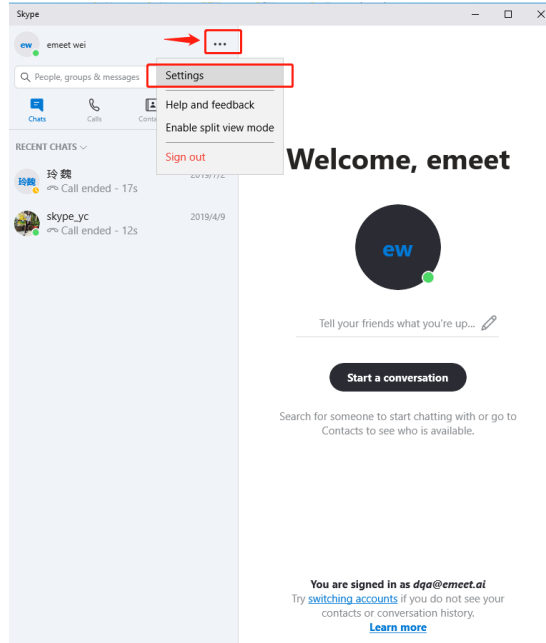 Skype
ew emeet wei
People, groups & messages
Settings
Help and feedback
Enable split view mode
Sign out
Chats
Calls
RECENT CHATS
玲 魏
Call ended - 17s
skype_yc
2019/4/9
Call ended - 12s
Welcome, emeet
ew
Tell your friends what you're up...
Start a conversation
Search for someone to start chatting with or go to
Contacts to see who is available.
You are signed in as dqa@emeet.ai
Try switching accounts if you do not see your
contacts or conversation history.
Learn more